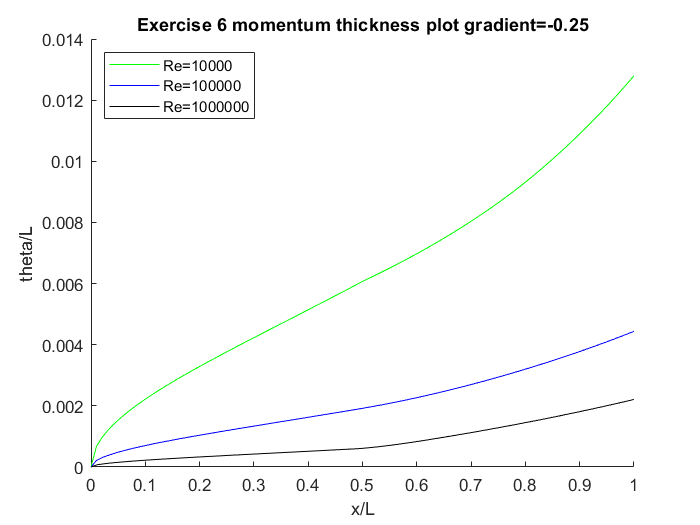 Exercise 6 momentum thickness plot gradient=-0.25
0.014
0.012
0.01
0.008
0.006
0.004
0.002
0
theta/L
Re=10000
Re=100000
Re=1000000
0 0.1 0.2 0.3 0.4 0.5 0.6 0.7 0.8 0.9 1
x/L